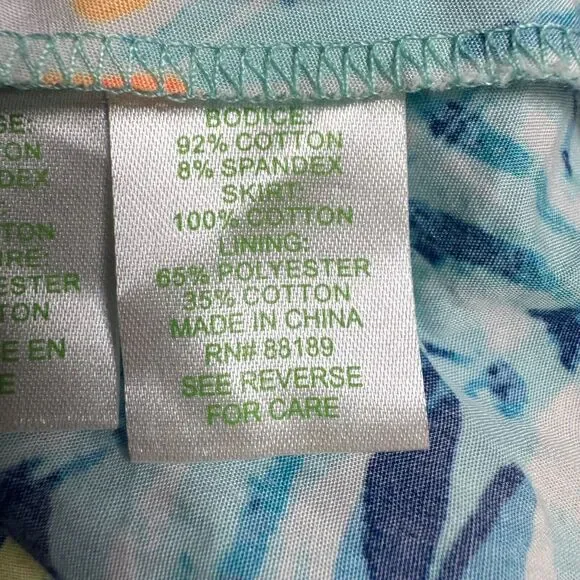 BODICE:
92% COTTON
8% SPANDEX
SKIRT:
100% COTTON
LINING:
65% POLYESTER
35% COTTON
MADE IN CHINA
RN# 88189
SEE REVERSE
FOR CARE